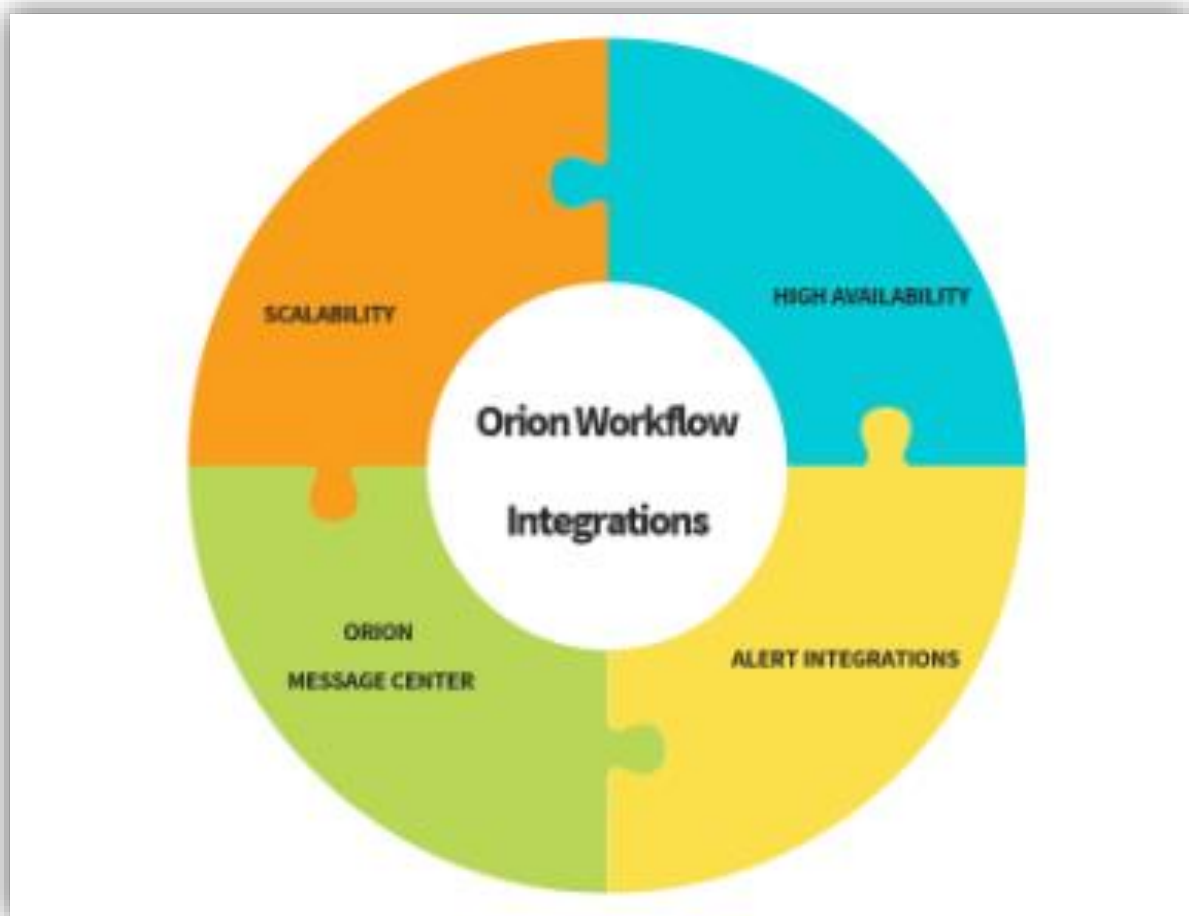 SCALABILITY
HIGH AVAILABILITY
Orion Workflow
Integrations
ORION
MESSAGE CENTER
ALERT INTEGRATIONS